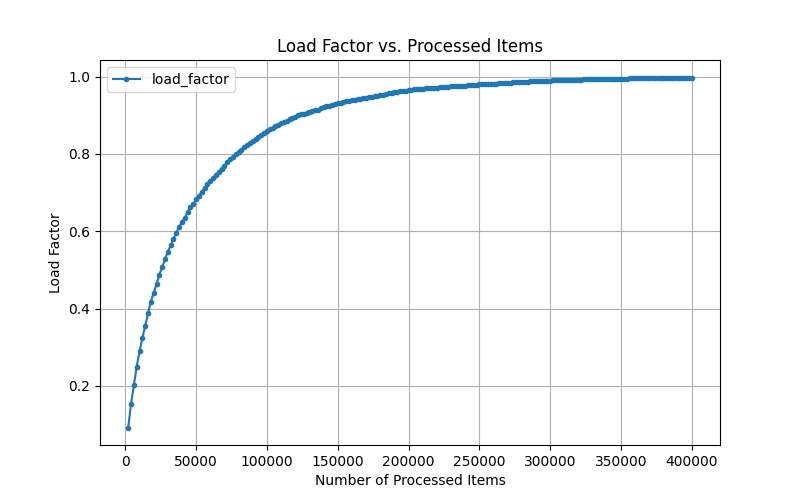 Load Factor vs. Processed Items
load_factor
Load Factor
1.0
0.8
0.6
0.4
0.2
0 50000 100000 150000 200000 250000 300000 350000 400000
Number of Processed Items